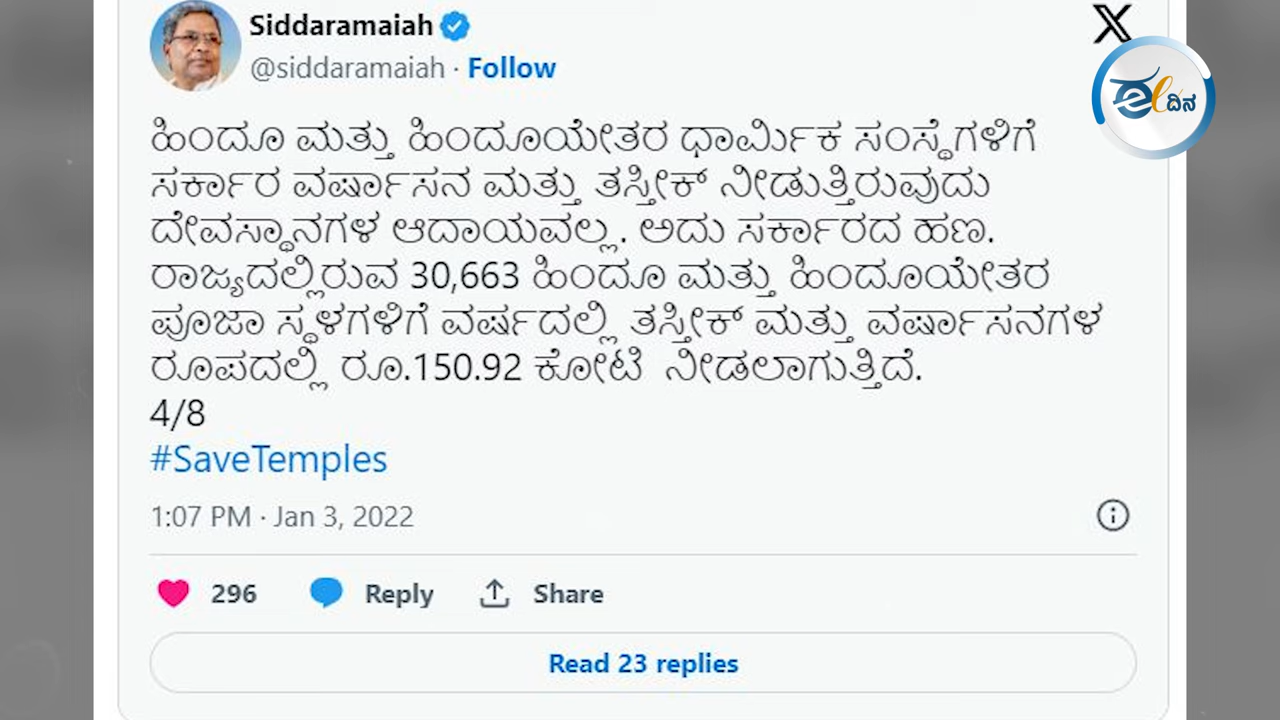 Siddaramaiah
@siddaramaiah · Follow
ಹಿಂದೂ ಮತ್ತು ಹಿಂದೂಯೇತರ ಧಾರ್ಮಿಕ ಸಂಸ್ಥೆಗಳಿಗೆ
ಸರ್ಕಾರ ವರ್ಷಾಸನ ಮತ್ತು ತಸ್ತೀಕ್ ನೀಡುತ್ತಿರುವುದು
ದೇವಸ್ಥಾನಗಳ ಆದಾಯವಲ್ಲ. ಅದು ಸರ್ಕಾರದ ಹಣ.
ರಾಜ್ಯದಲ್ಲಿರುವ 30,663 ಹಿಂದೂ ಮತ್ತು ಹಿಂದೂಯೇತರ
ಪೂಜಾ ಸ್ಥಳಗಳಿಗೆ ವರ್ಷದಲ್ಲಿ ತಸ್ತೀಕ್ ಮತ್ತು ವರ್ಷಾಸನಗಳ
ರೂಪದಲ್ಲಿ ರೂ.150.92 ಕೋಟಿ ನೀಡಲಾಗುತ್ತಿದೆ.
4/8
#SaveTemples
1:07 PM · Jan 3, 2022
296 Reply Share
Read 23 replies
ದಿನ